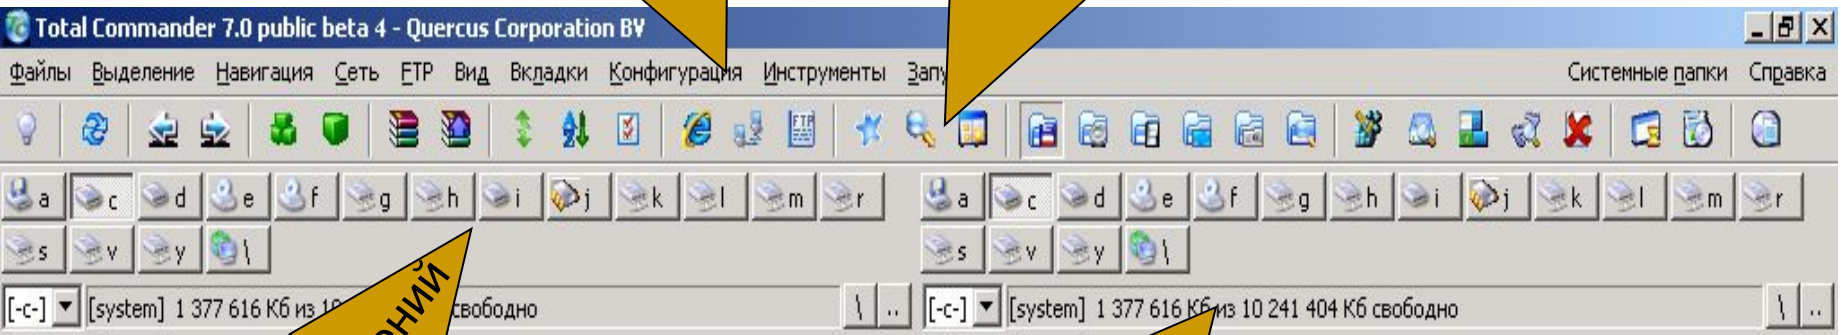 Total Commander 7.0 public beta 4 - Quercus Corporation BV
Файлы Выделение Навигация Сеть FTP Вид Вкладки Конфигурация Инструменты Системные папки Справка
FTP
a c d e f g h i j k l m r a c d e f g h i j k l m r
s v y \ s v y \
[-c-] [system] 1 377 616 Кб из свободно \ .. [-c-] [system] 1 377 616 Кб из 10 241 404 Кб свободно \ ..